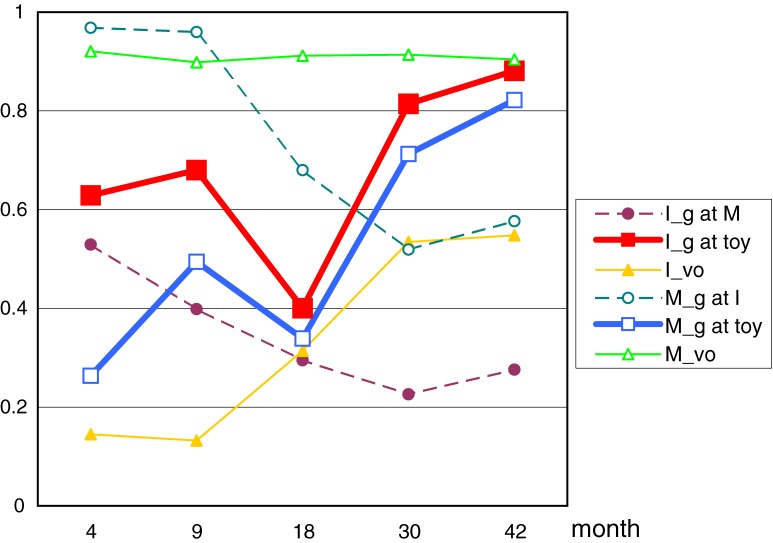 1
0.8
0.6
0.4
0.2
0
4 9 18 30 42 month
I_g at M
I_g at toy
I_vo
M_g at I
M_g at toy
M_vo